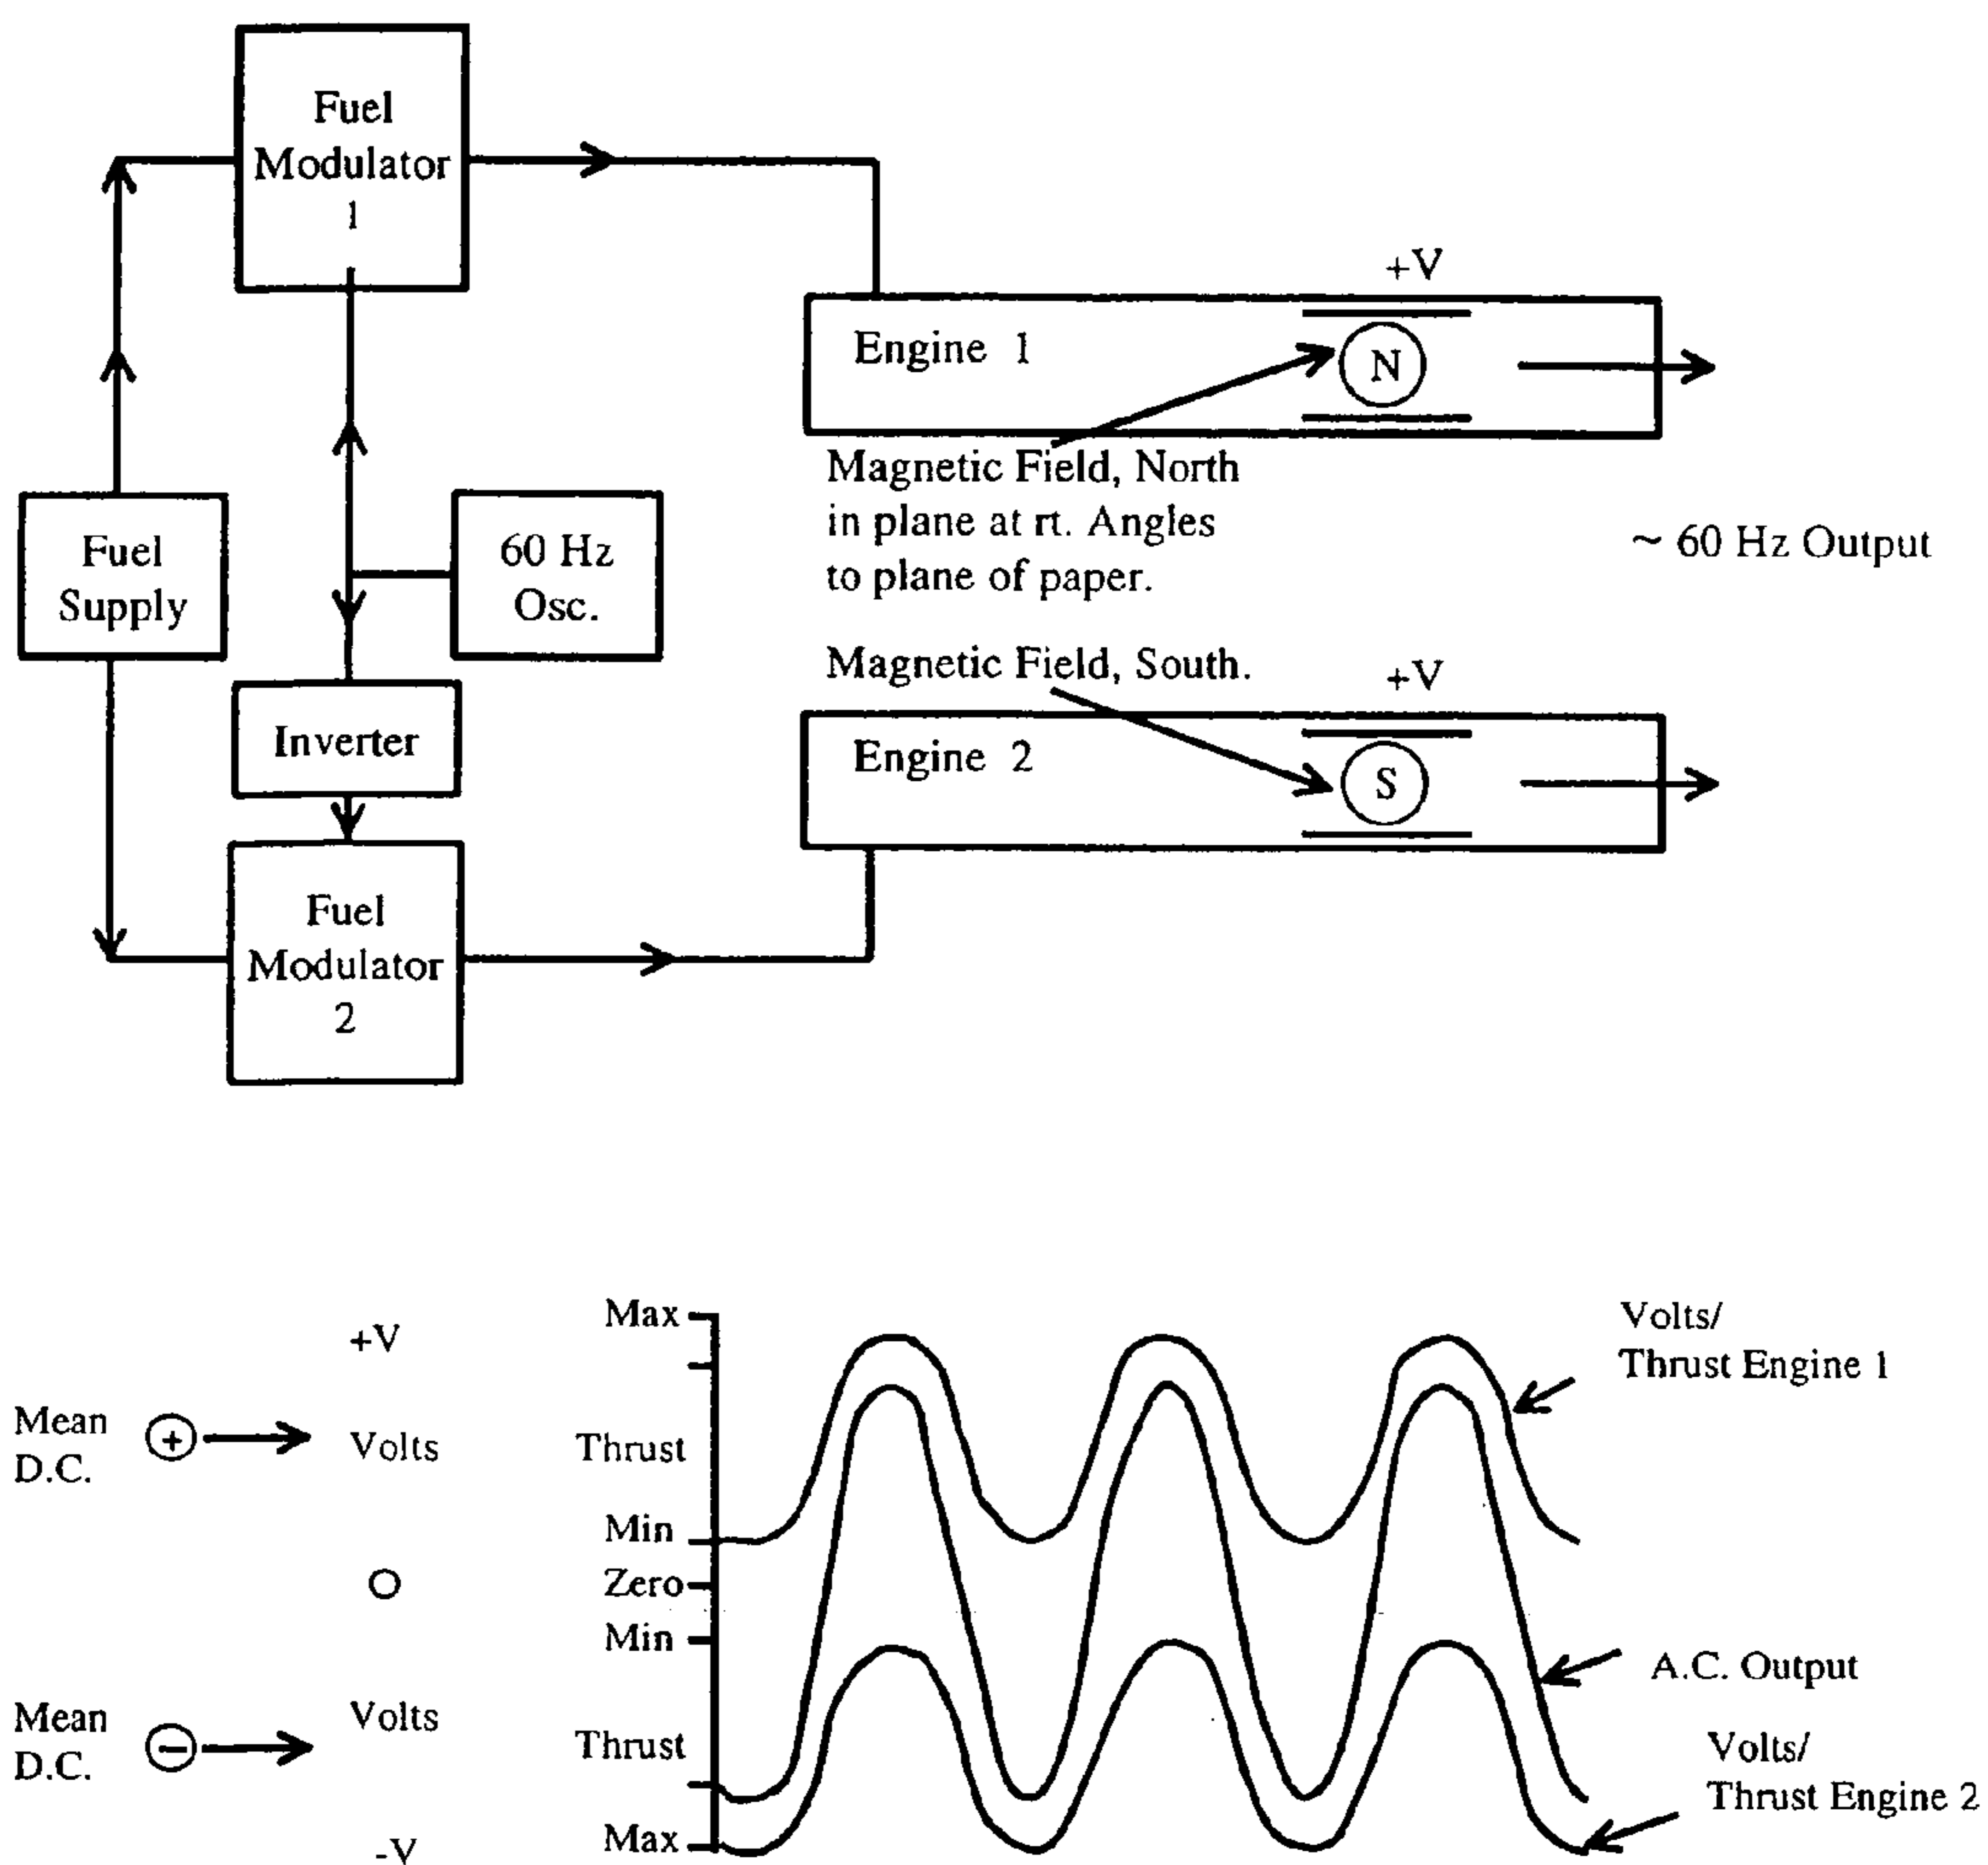 Fuel
Modulator
1
+V
Engine 1
N
Magnetic Field, North
in plane at rt. Angles
to plane of paper.
Fuel
Supply
60 Hz
Osc.
~ 60 Hz Output
Magnetic Field, South.
+V
Inverter
Engine 2
S
Fuel
Modulator
2
Max
Volts/
Thrust Engine 1
+V
Mean
D.C.
+
Volts
Thrust
Min
Zero
O
Min
A.C. Output
Mean
D.C.
−
Volts
Thrust
Volts/
Thrust Engine 2
Max
-V